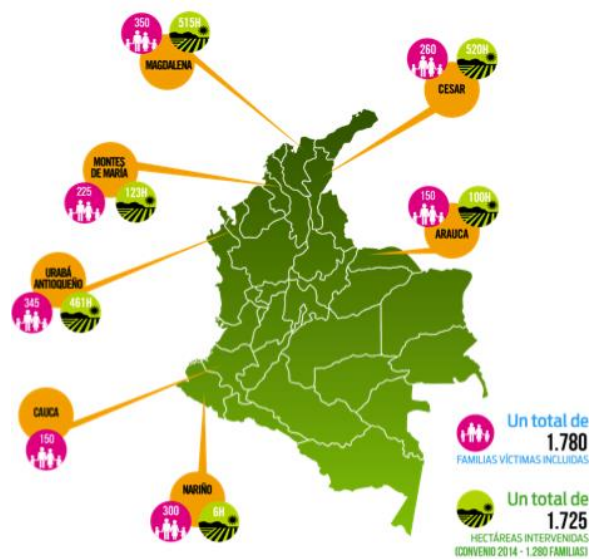 350
515H
MAGDALENA
260
520H
CESAR
MONTES
DE MARÍA
225
123H
150
100H
ARAUCA
URABÁ
ANTIOQUEÑO
345
461H
CAUCA
150
NARIÑO
300
6H
Un total de
1.780
FAMILIAS VÍCTIMAS INCLUIDAS
Un total de
1.725
HECTÁREAS INTERVENIDAS
(CONVENIO 2014 - 1.280 FAMILIAS)